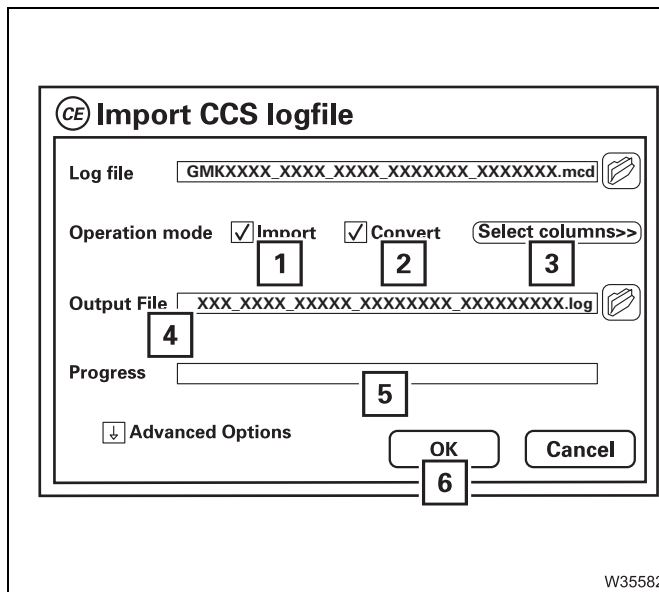 CE Import CCS logfile
Log file GMKXXXX_XXXX_XXXX_XXXXXXX_XXXXXXX.mcd
Operation mode Import Convert Select columns>>
1 2 3
Output File XXX_XXXX_XXXXX_XXXXXXXX_XXXXXXXXX.log
4
Progress
5
Advanced Options
OK Cancel
6
W35582